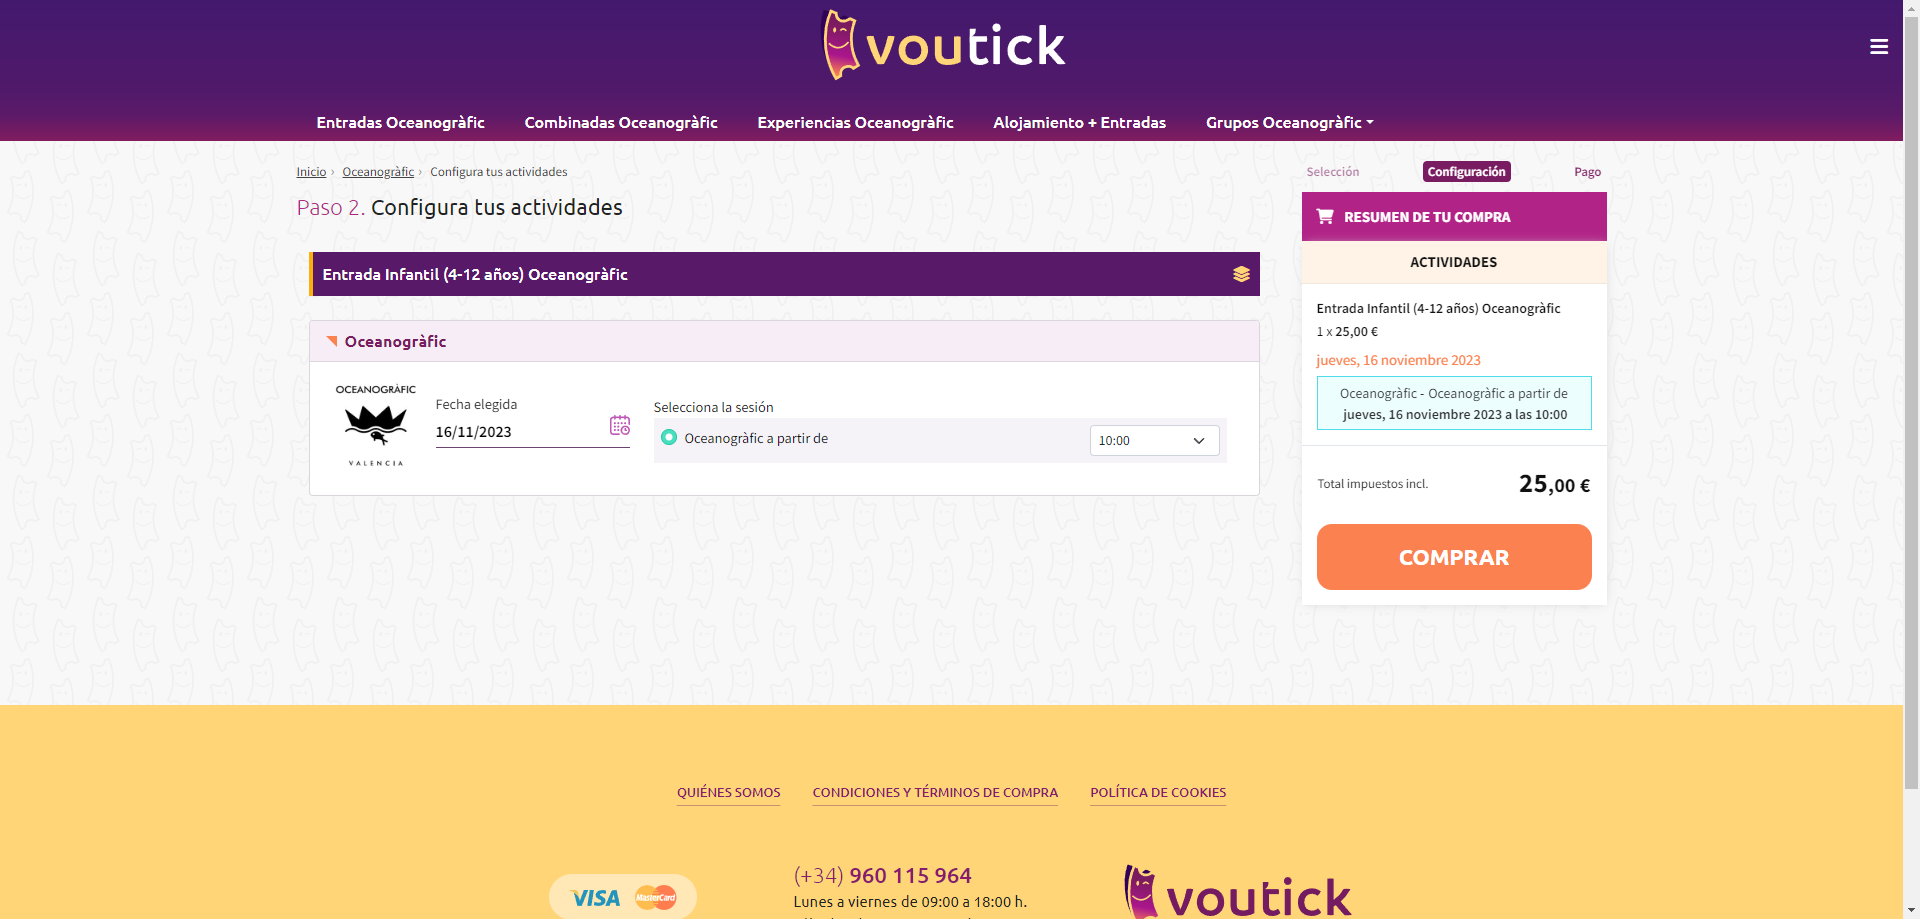 voutick
Entradas Oceanogràfic
Combinadas Oceanogràfic
Experiencias Oceanogràfic
Alojamiento + Entradas
Grupos Oceanogràfic
Inicio › Oceanogràfic › Configura tus actividades
Paso 2. Configura tus actividades
Entrada Infantil (4-12 años) Oceanogràfic
Oceanogràfic
OCEANOGRÀFIC
VALENCIA
Fecha elegida
16/11/2023
Selecciona la sesión
Oceanogràfic a partir de
10:00
Selección
Configuración
Pago
RESUMEN DE TU COMPRA
ACTIVIDADES
Entrada Infantil (4-12 años) Oceanogràfic
1 x 25,00 €
jueves, 16 noviembre 2023
Oceanogràfic - Oceanogràfic a partir de
jueves, 16 noviembre 2023 a las 10:00
Total impuestos incl.
25,00 €
COMPRAR
QUIÉNES SOMOS
CONDICIONES Y TÉRMINOS DE COMPRA
POLÍTICA DE COOKIES
VISA
MasterCard
(+34) 960 115 964
Lunes a viernes de 09:00 a 18:00 h.
voutick